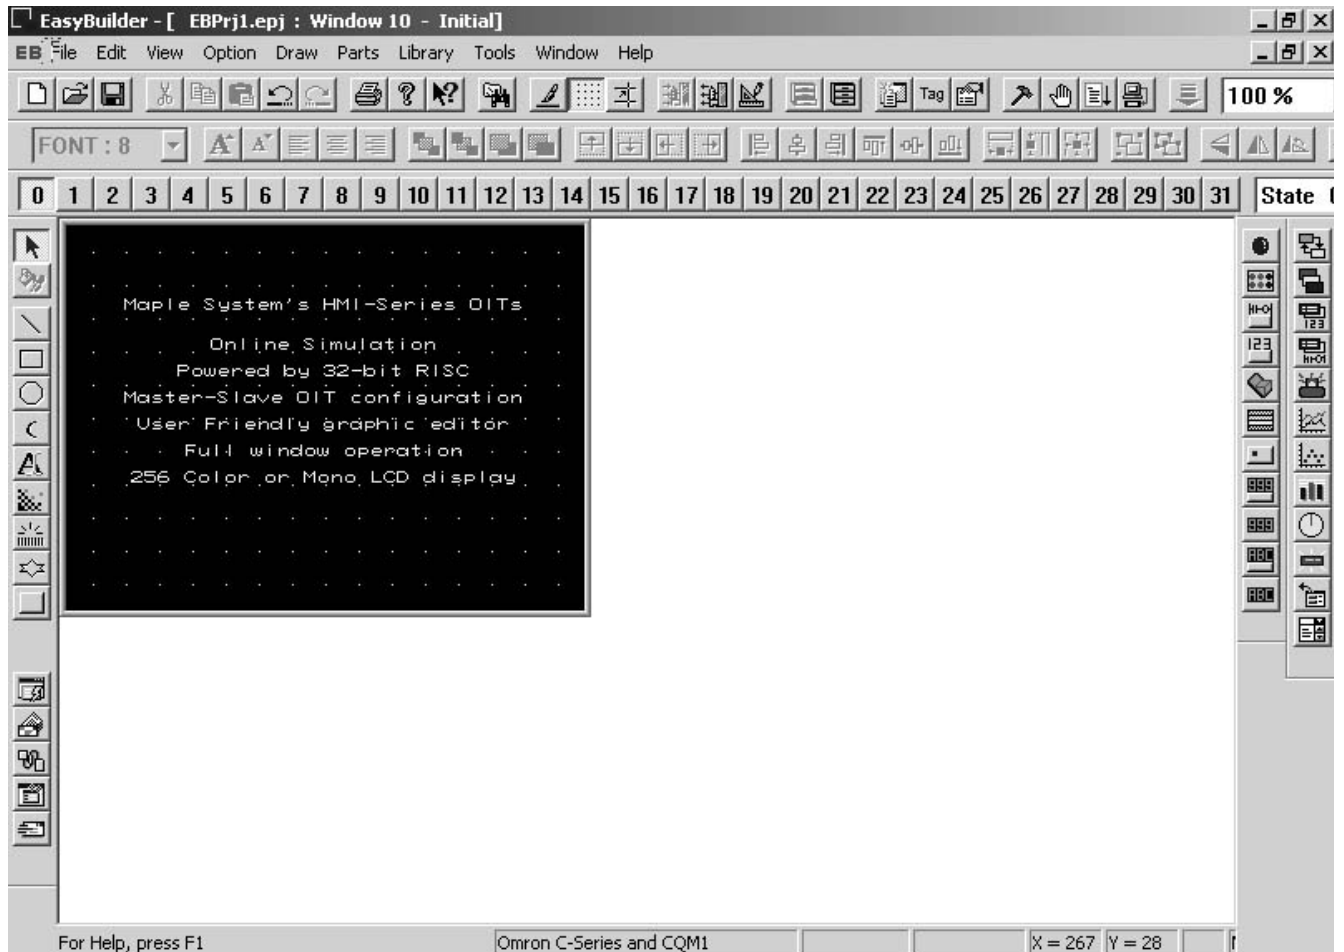 EasyBuilder - [ EBPrj1.epj : Window 10 - Initial]
EB File Edit View Option Draw Parts Library Tools Window Help
Tag 100 %
FONT : 8
0 1 2 3 4 5 6 7 8 9 10 11 12 13 14 15 16 17 18 19 20 21 22 23 24 25 26 27 28 29 30 31 State
Maple System's HMI-Series OITs
Online Simulation
Powered by 32-bit RISC
Master-Slave OIT configuration
User Friendly graphic editor
Full window operation
256 Color or Mono LCD display
For Help, press F1 Omron C-Series and CQM1 X = 267 Y = 28